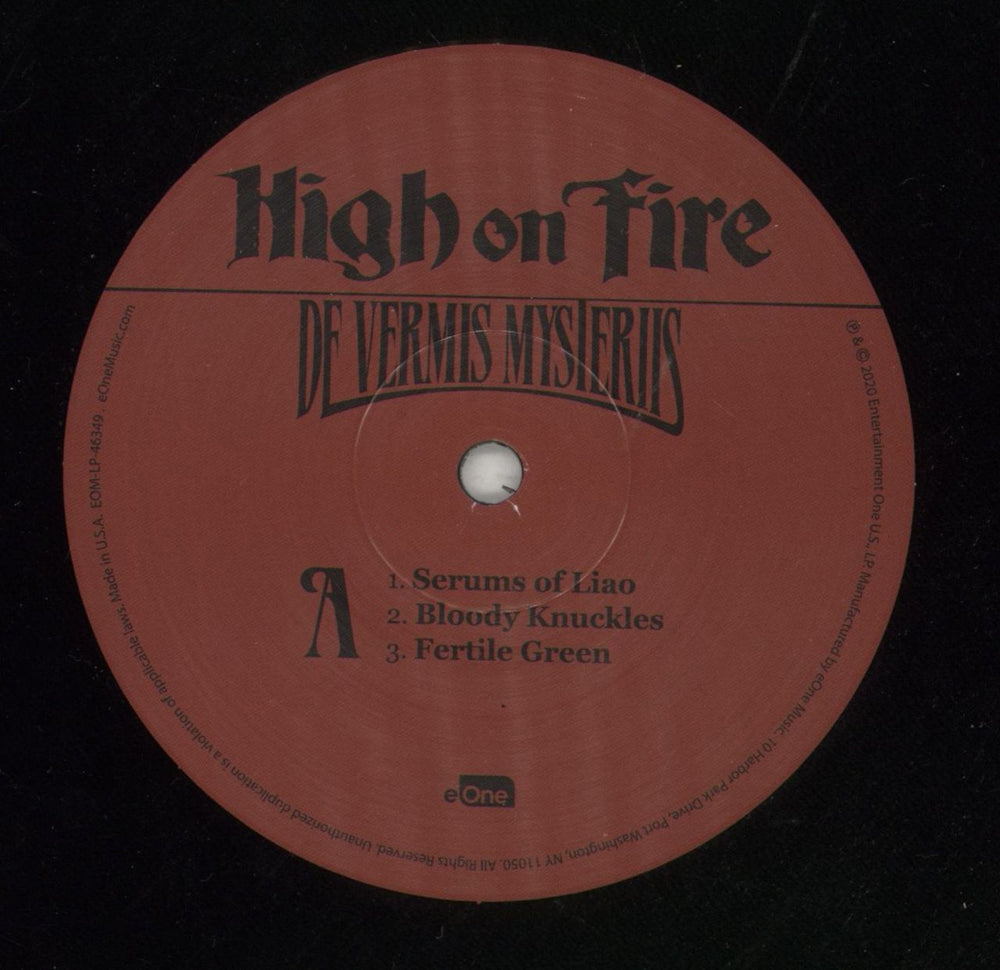 High on Fire
DE VERMIS MYSTERIIS
A
1. Serums of Liao
2. Bloody Knuckles
3. Fertile Green
eOne
℗ & © 2020 Entertainment One U.S. LP. Manufactured by eOne Music. 10 Harbor Park Drive, Port Washington, NY 11050. All Rights Reserved. Unauthorized duplication is a violation of applicable laws. Made in U.S.A. EOM-LP-46349 . eOneMusic.com